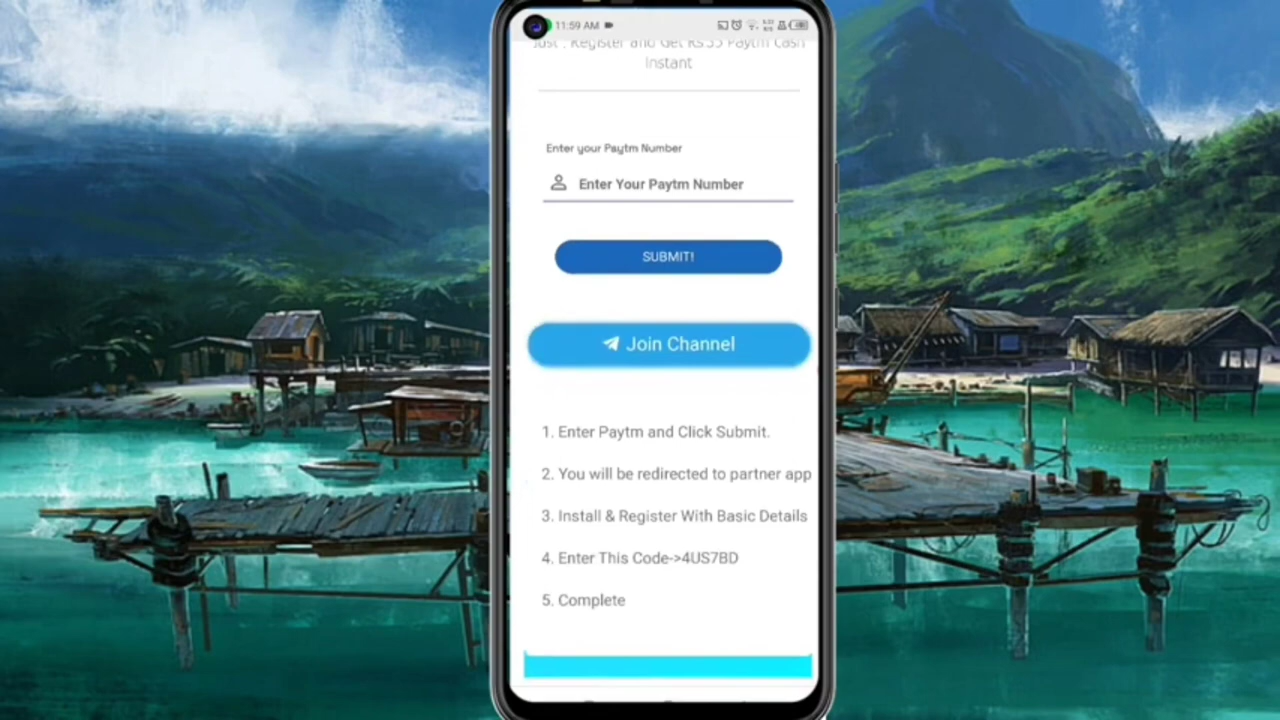 11:59 AM
Just : Register and Get Rs 35 Paytm Cash
Instant
Enter your Paytm Number
Enter Your Paytm Number
SUBMIT!
Join Channel
1. Enter Paytm and Click Submit.
2. You will be redirected to partner app
3. Install & Register With Basic Details
4. Enter This Code->4US7BD
5. Complete